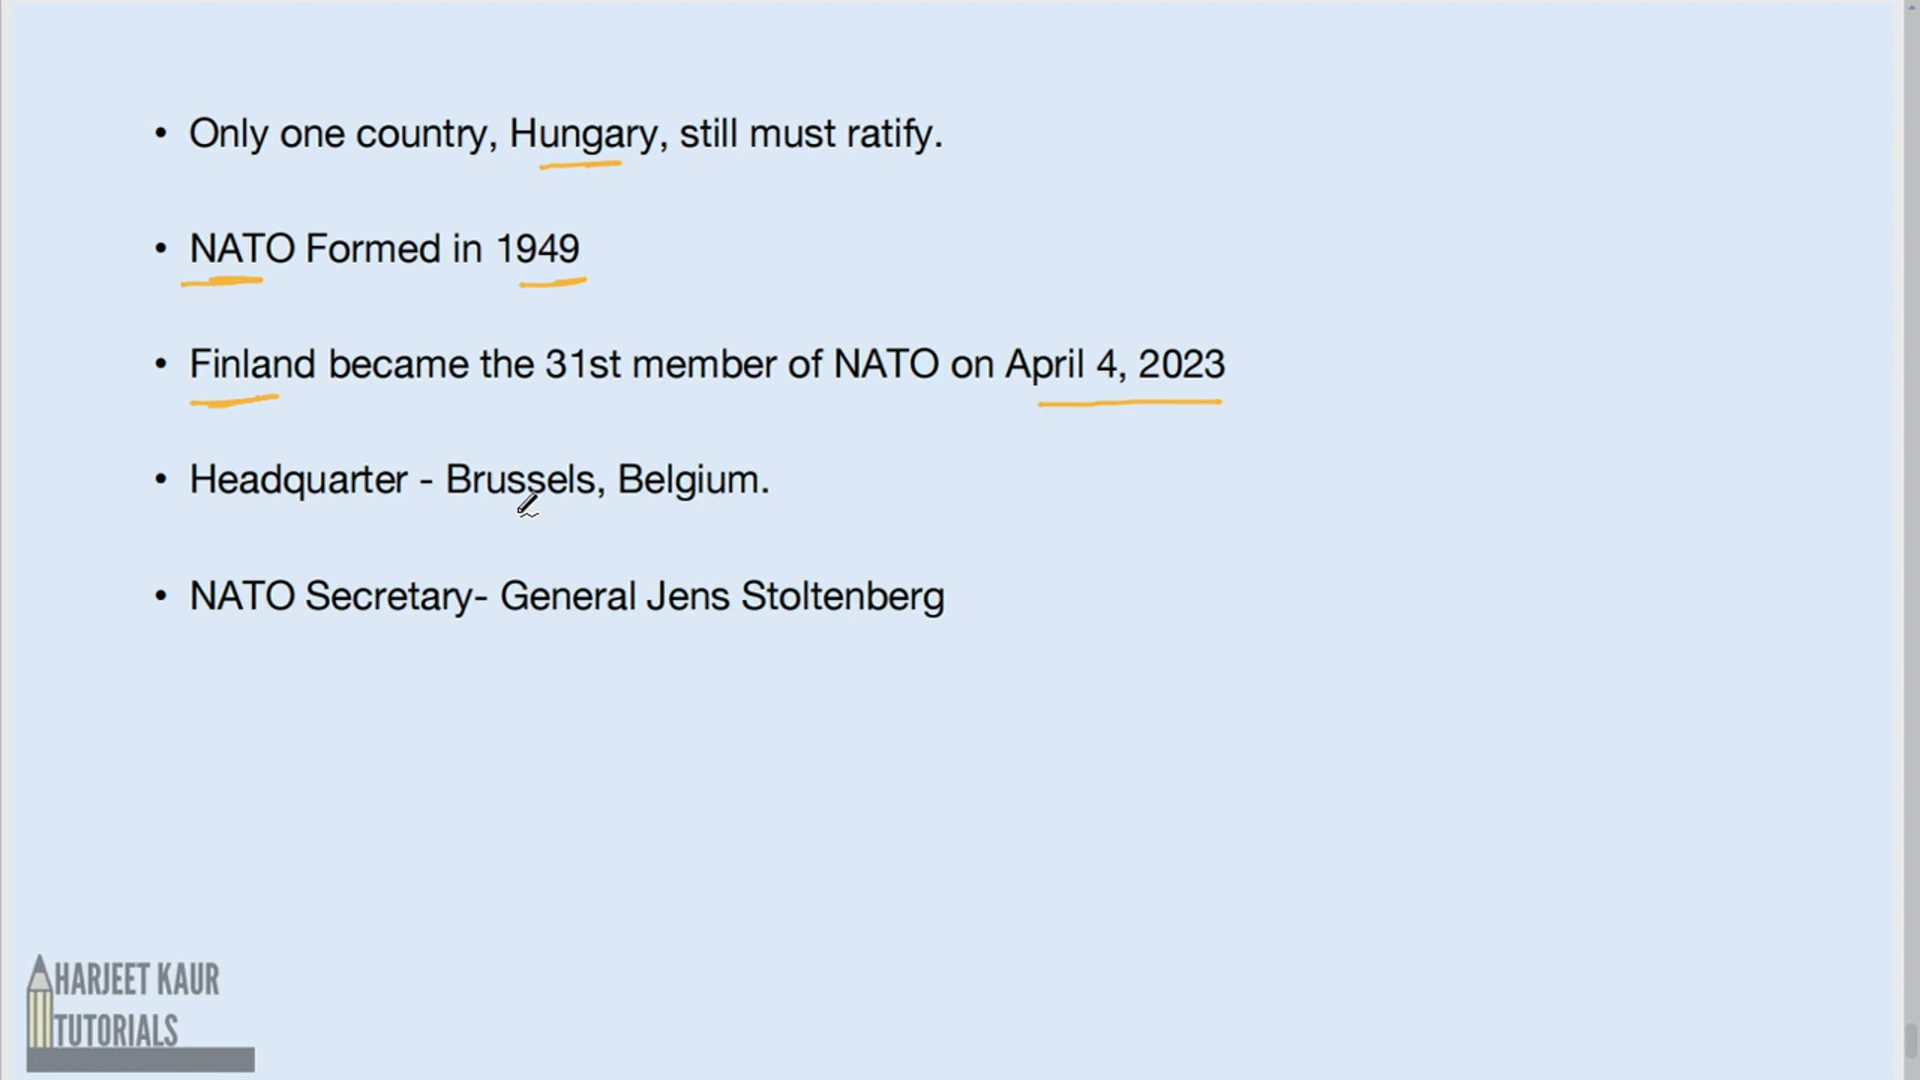 • Only one country, Hungary, still must ratify.
• NATO Formed in 1949
• Finland became the 31st member of NATO on April 4, 2023
• Headquarter - Brussels, Belgium.
• NATO Secretary- General Jens Stoltenberg
HARJEET KAUR
TUTORIALS